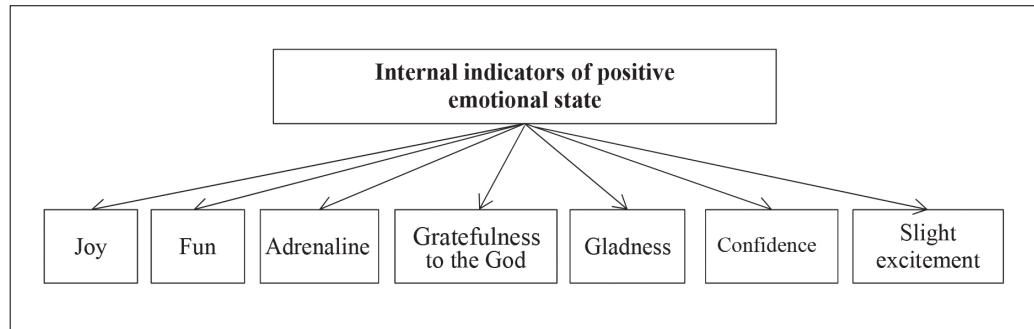 Internal indicators of positive
emotional state
Joy
Fun
Adrenaline
Gratefulness
to the God
Gladness
Confidence
Slight
excitement